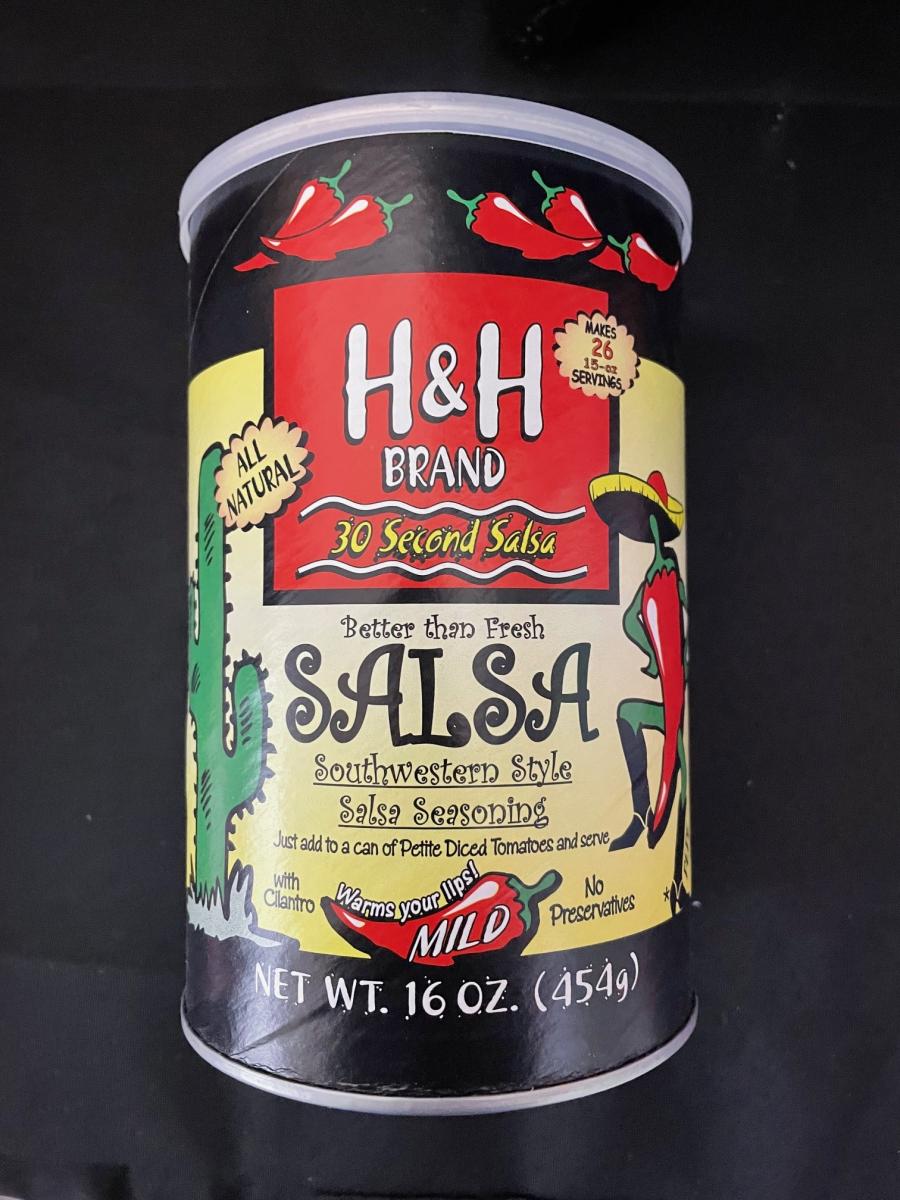 H&H
BRAND
30 Second Salsa
MAKES
26
15-oz
SERVINGS
ALL
NATURAL
Better than Fresh
SALSA
Southwestern Style
Salsa Seasoning
Just add to a can of Petite Diced Tomatoes and serve
with
Cilantro
Warms your lips!
MILD
No
Preservatives
NET WT. 16 OZ. (454g)